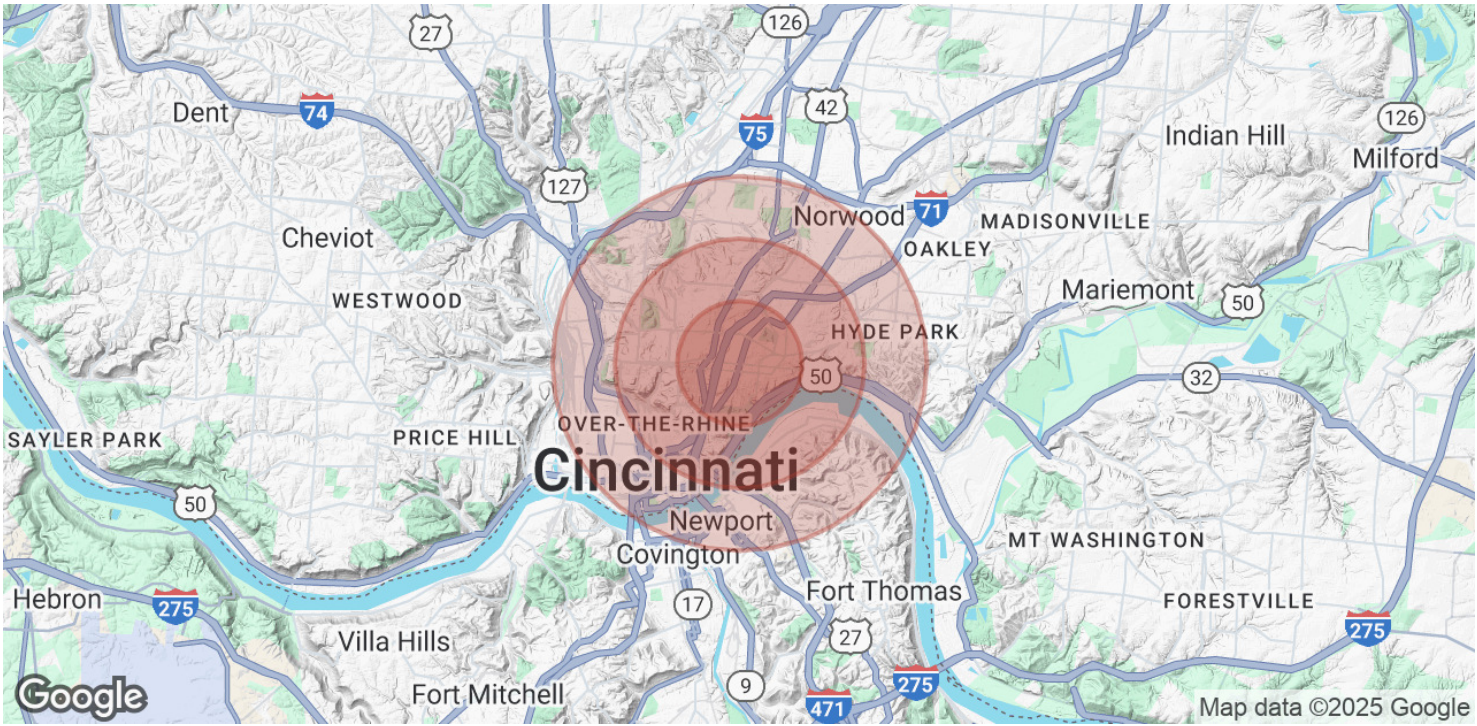 27
126
Dent
74
42
75
126
Indian Hill
Milford
127
Norwood
71
MADISONVILLE
Cheviot
OAKLEY
WESTWOOD
Mariemont
50
HYDE PARK
50
32
OVER-THE-RHINE
SAYLER PARK
PRICE HILL
Cincinnati
50
Newport
Covington
MT WASHINGTON
Hebron
275
17
Fort Thomas
FORESTVILLE
275
Villa Hills
27
9
275
Fort Mitchell
471
Google
Map data ©2025 Google